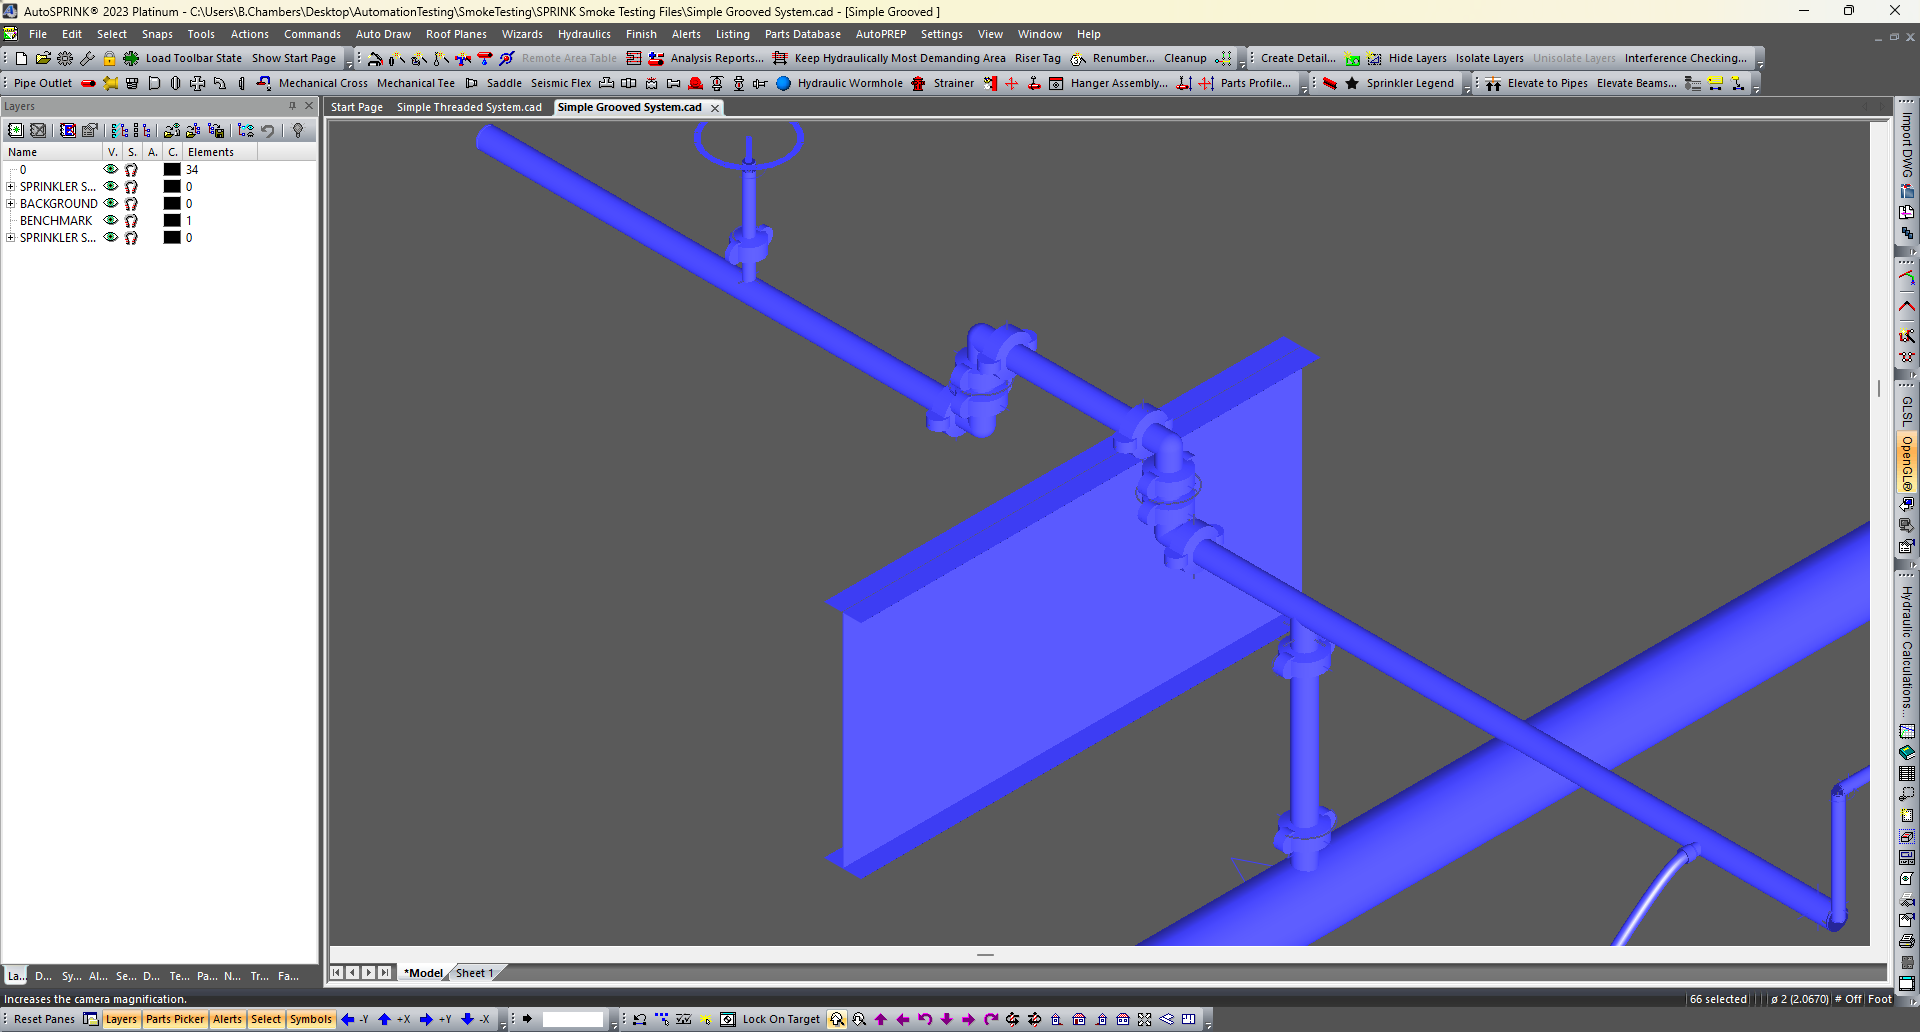 AutoSPRINK® 2023 Platinum - C:\Users\B.Chambers\Desktop\AutomationTesting\SmokeTesting\SPRINK Smoke Testing Files\Simple Grooved System.cad - [Simple Grooved ]
File Edit Select Snaps Tools Actions Commands Auto Draw Roof Planes Wizards Hydraulics Finish Alerts Listing Parts Database AutoPREP Settings View Window Help
Load Toolbar State Show Start Page Remote Area Table Analysis Reports... Keep Hydraulically Most Demanding Area Riser Tag Renumber... Cleanup Create Detail... Hide Layers Isolate Layers Unisolate Layers Interference Checking...
Pipe Outlet Mechanical Cross Mechanical Tee Saddle Seismic Flex Hydraulic Wormhole Strainer Hanger Assembly... Parts Profile... Sprinkler Legend Elevate to Pipes Elevate Beams...
Layers
Start Page Simple Threaded System.cad Simple Grooved System.cad
Name V. S. A. C. Elements
0 34
SPRINKLER S... 0
BACKGROUND 0
BENCHMARK 1
SPRINKLER S... 0
Import DWG
GLSL
OpenGL®
Hydraulic Calculations...
La... D... Sy... Al... Se... D... Te... Pa... N... Tr... Fa...
*Model Sheet 1
Increases the camera magnification.
66 selected ø 2 (2.0670) # Off Foot
Reset Panes Layers Parts Picker Alerts Select Symbols -Y +X +Y -X Lock On Target